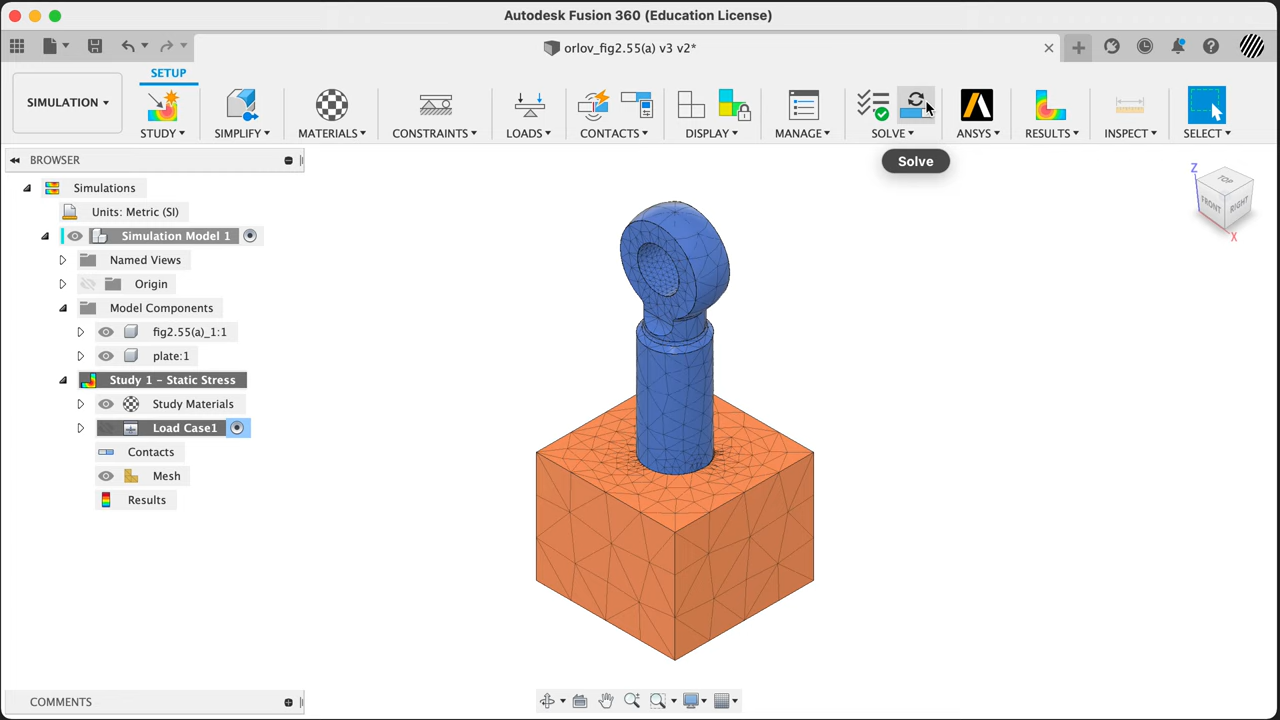 Autodesk Fusion 360 (Education License)
orlov_fig2.55(a) v3 v2*
SETUP
SIMULATION
STUDY
SIMPLIFY
MATERIALS
CONSTRAINTS
LOADS
CONTACTS
DISPLAY
MANAGE
SOLVE
ANSYS
RESULTS
INSPECT
SELECT
Solve
BROWSER
Simulations
Units: Metric (SI)
Simulation Model 1
Named Views
Origin
Model Components
fig2.55(a)_1:1
plate:1
Study 1 - Static Stress
Study Materials
Load Case1
Contacts
Mesh
Results
Z
TOP
FRONT
RIGHT
X
COMMENTS